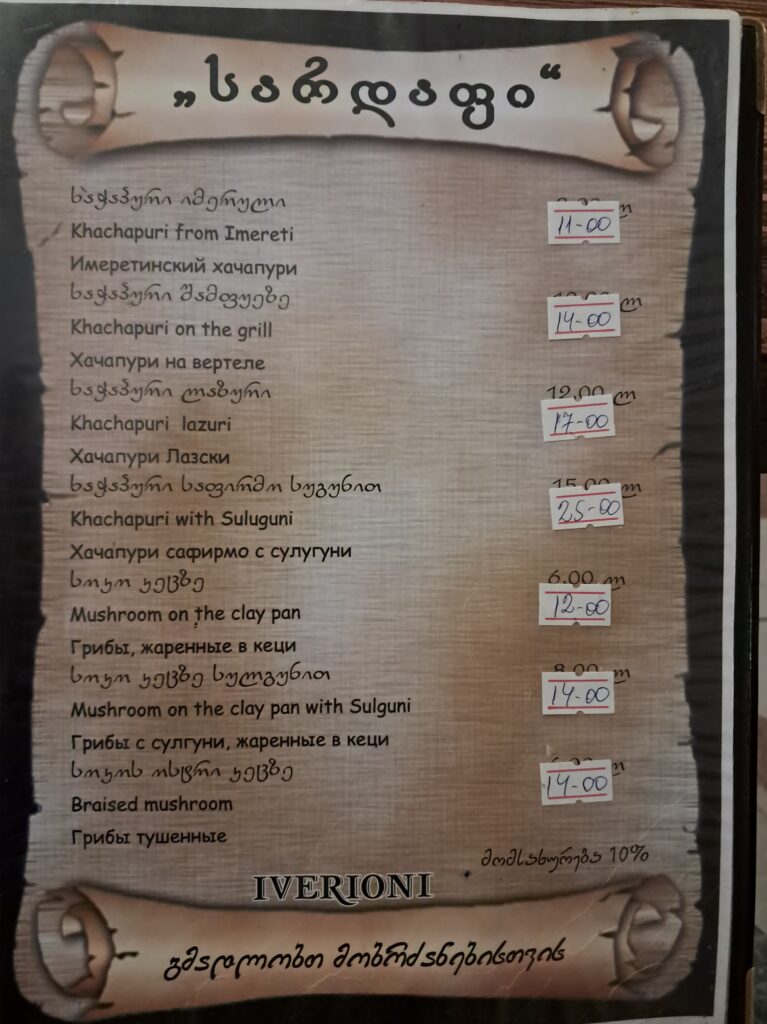 „სარდაფი“
ხაჭაპური იმერული
11-00 ლ
Khachapuri from Imereti
Имеретинский хачапури
ხაჭაპური შამფუეზე
14-00 ლ
Khachapuri on the grill
Хачапури на вертеле
ხაჭაპური ლაზური
12.00 ლ
17-00
Khachapuri lazuri
Хачапури Лазски
ხაჭაპური საფირმო სუგუნით
15.00 ლ
25-00
Khachapuri with Suluguni
Хачапури сафирмо с сулугуни
სოკო კეცზე
6.00 ლ
12-00
Mushroom on the clay pan
Грибы, жаренные в кеци
სოკო კეცზე სულგუნით
8.00 ლ
14-00
Mushroom on the clay pan with Sulguni
Грибы с сулгуни, жаренные в кеци
სოკოს ოსტრი კეცზე
14-00 ლ
Braised mushroom
Грибы тушенные
მომსახურება 10%
IVERIONI
გმადლობთ მობრძანებისთვის